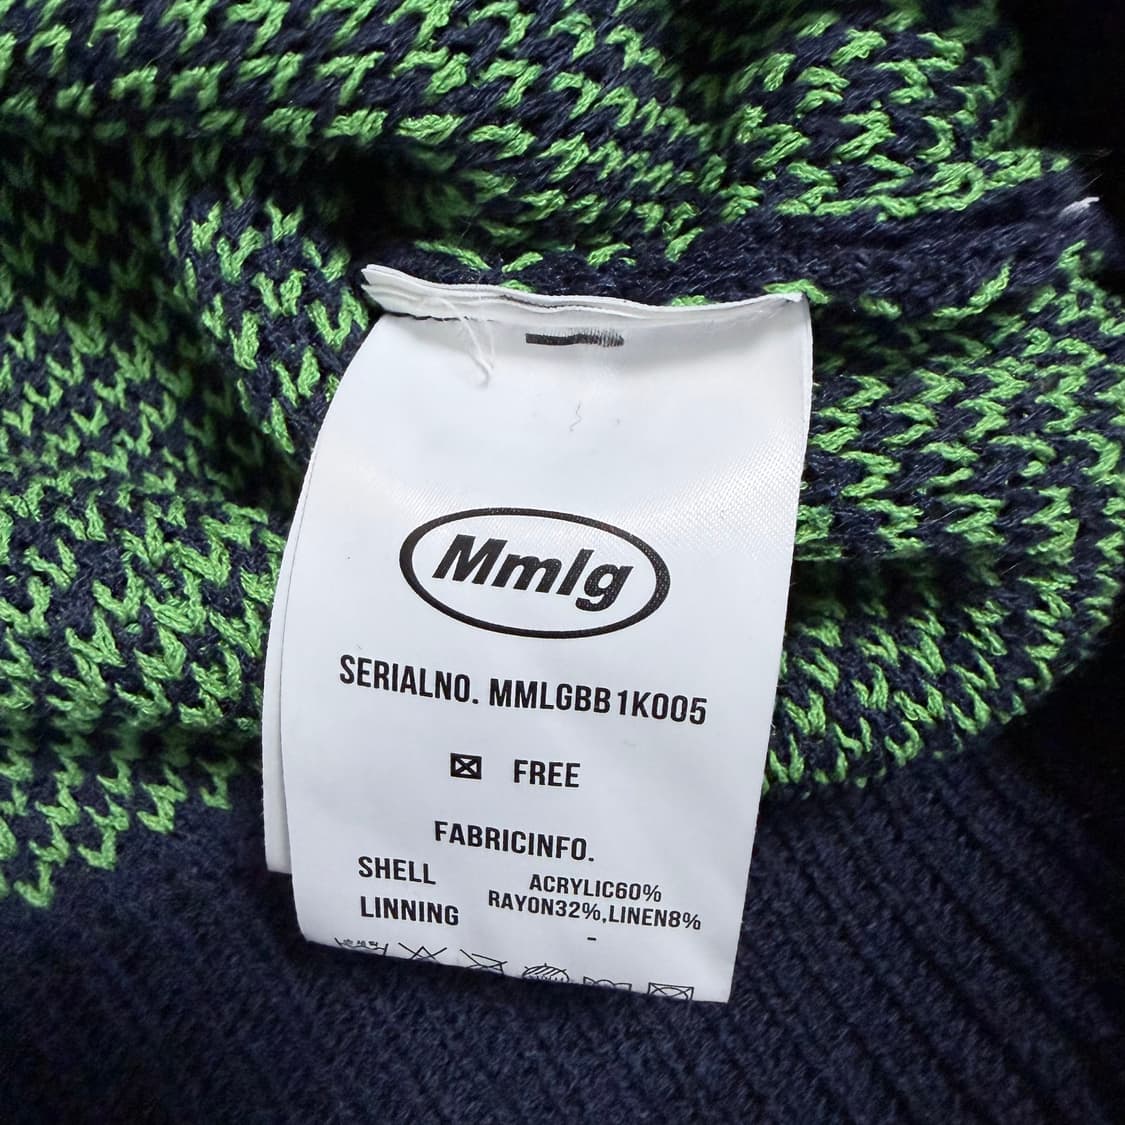 Mmlg
SERIALNO. MMLGBB1K005
FREE
FABRICINFO.
SHELL ACRYLIC60%
RAYON32%,LINEN8%
LINNING -